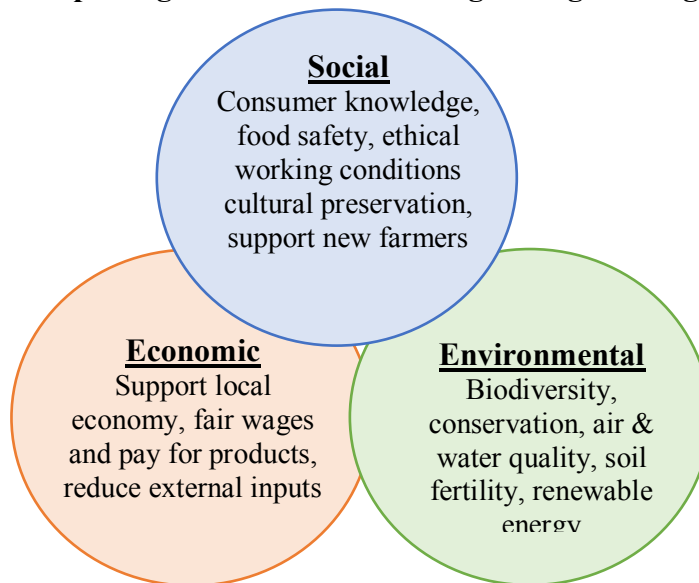 Social
Consumer knowledge,
food safety, ethical
working conditions
cultural preservation,
support new farmers
Economic
Support local
economy, fair wages
and pay for products,
reduce external inputs
Environmental
Biodiversity,
conservation, air &
water quality, soil
fertility, renewable
energy